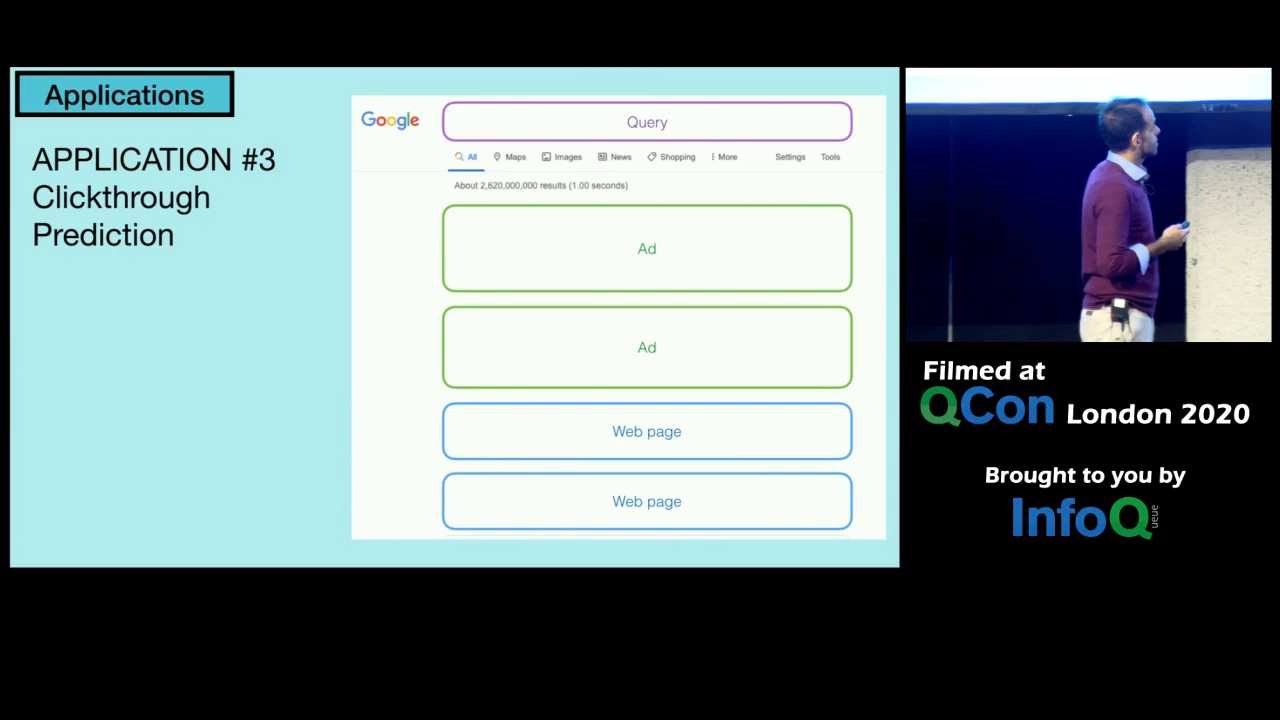 Applications
APPLICATION #3
Clickthrough
Prediction
Google
Query
All Maps Images News Shopping More Settings Tools
About 2,620,000,000 results (1.00 seconds)
Ad
Ad
Web page
Web page
Filmed at
QCon London 2020
Brought to you by
InfoQueue